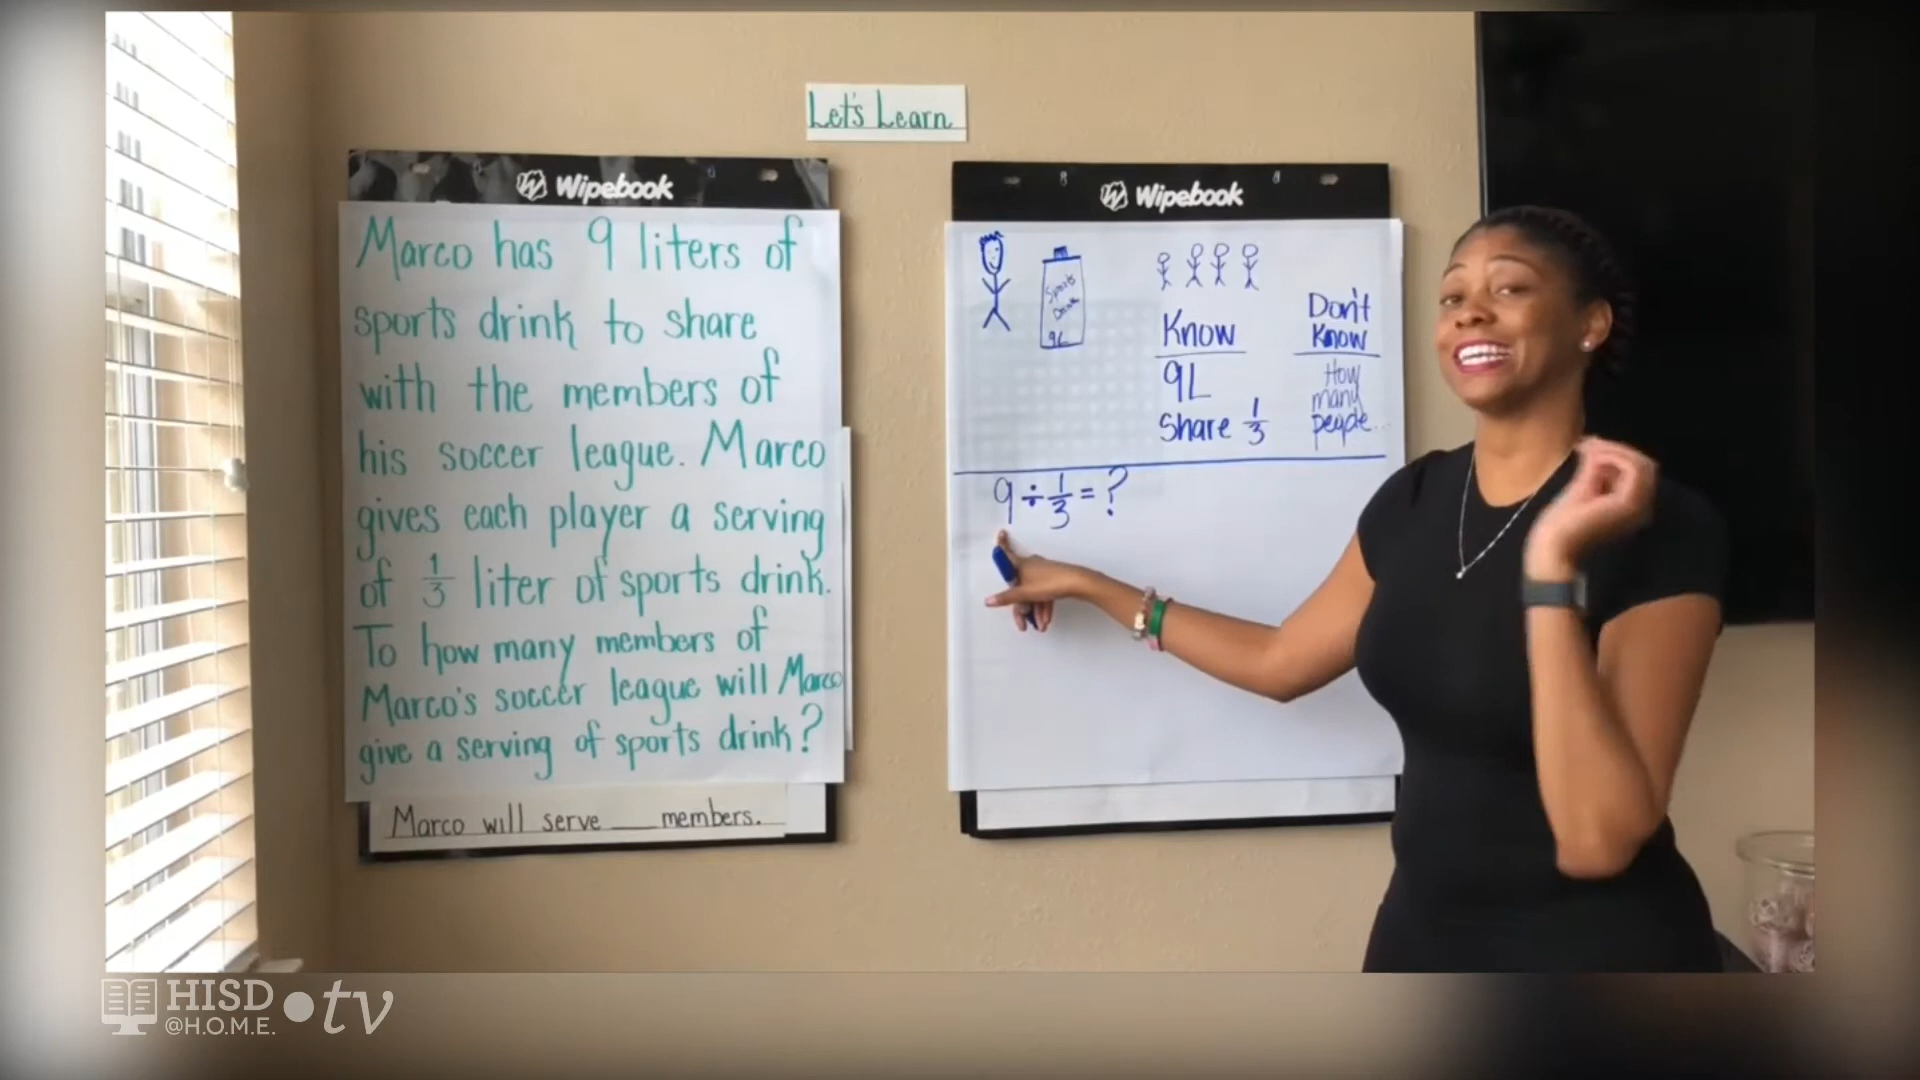 Let's Learn
Wipebook
Marco has 9 liters of
sports drink to share
with the members of
his soccer league. Marco
gives each player a serving
of 1/3 liter of sports drink.
To how many members of
Marco's soccer league will Marco
give a serving of sports drink?
Marco will serve ___ members.
Wipebook
Sports
Drink
9L
Know
9L
Share 1/3
Don't
Know
How
many
people...
9 ÷ 1/3 = ?
HISD
@H.O.M.E.
•tv